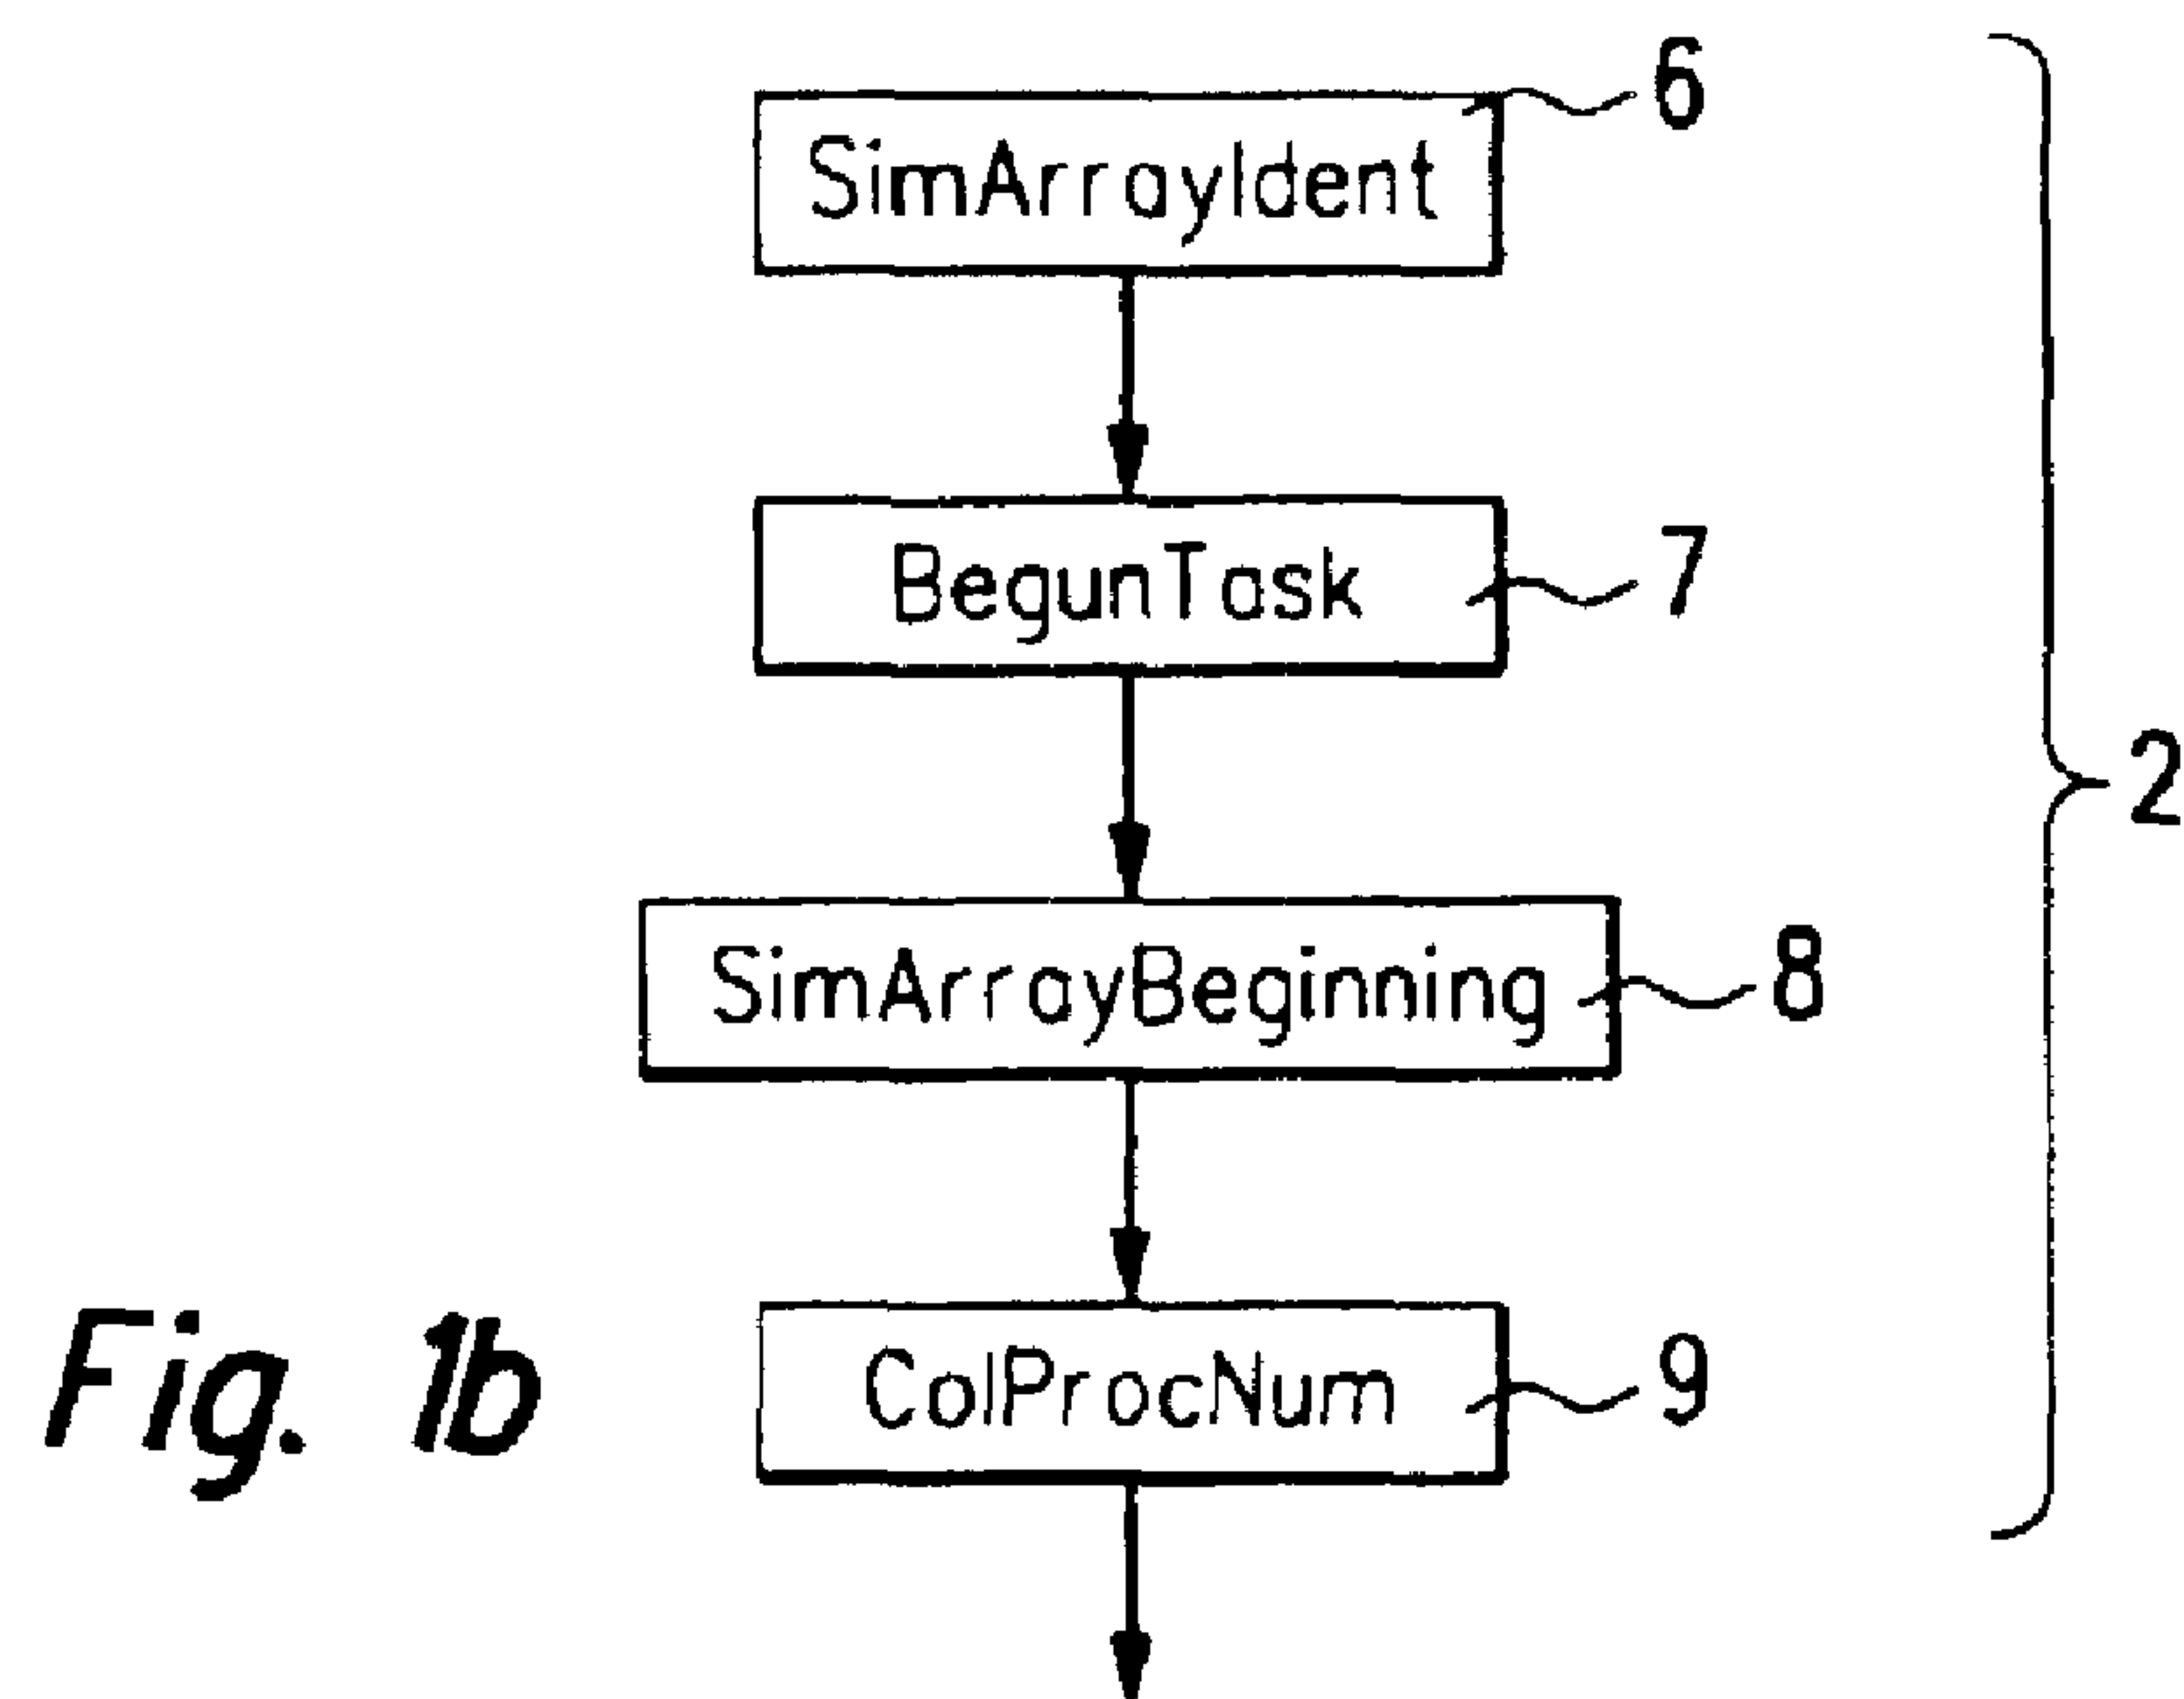 6
SimArrayIdent
BegunTask
7
2
SimArrayBeginning
8
ColProcNum
9
Fig. 1b